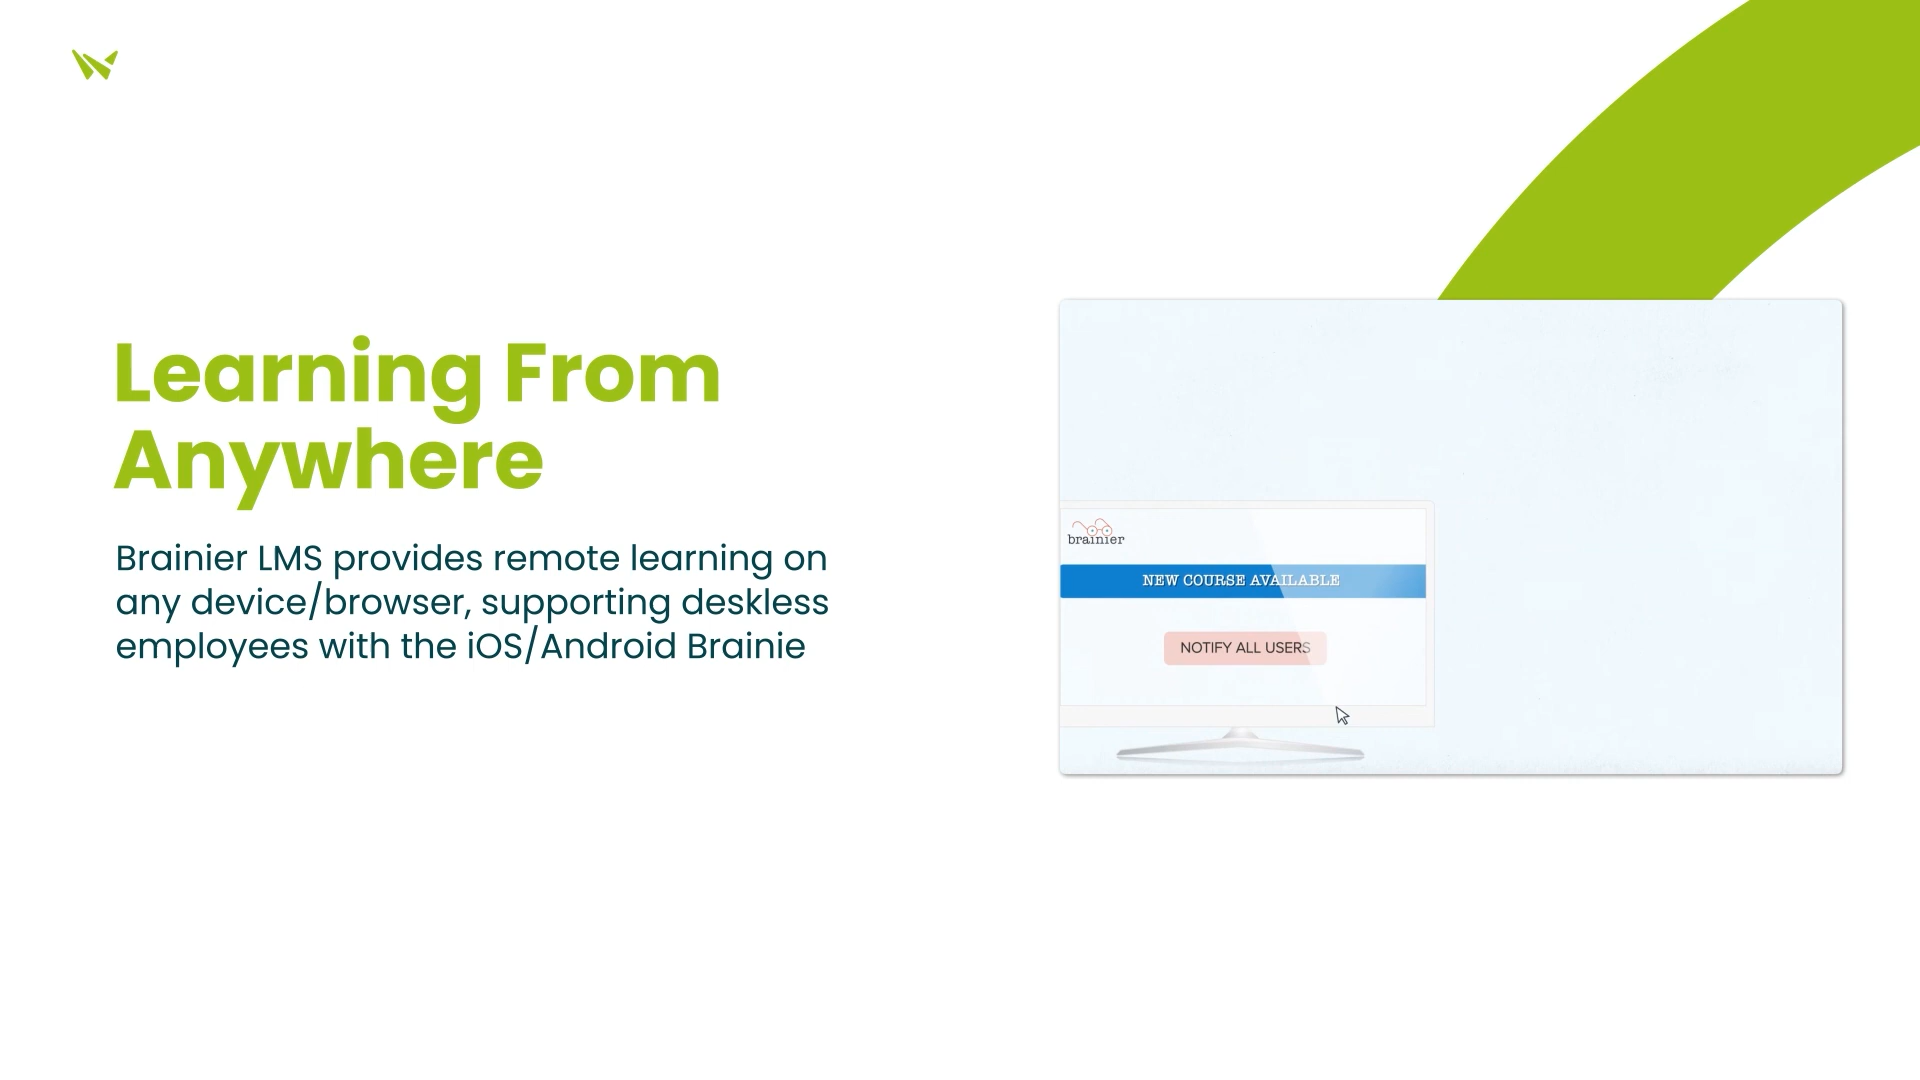 Learning From
Anywhere
Brainier LMS provides remote learning on
any device/browser, supporting deskless
employees with the iOS/Android Brainie
brainier
NEW COURSE AVAILABLE
NOTIFY ALL USERS